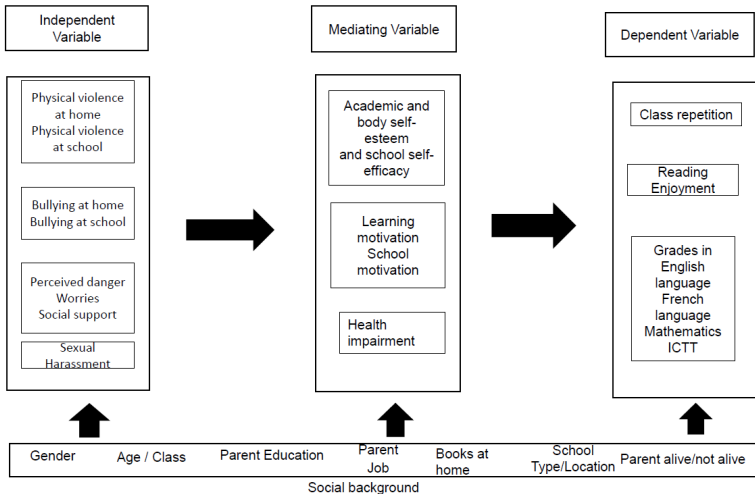 Independent
Variable
Mediating Variable
Dependent Variable
Physical violence
at home
Physical violence
at school
Bullying at home
Bullying at school
Perceived danger
Worries
Social support
Sexual
Harassment
Academic and
body self-
esteem
and school self-
efficacy
Learning
motivation
School
motivation
Health
impairment
Class repetition
Reading
Enjoyment
Grades in
English
language
French
language
Mathematics
ICTT
Gender
Age / Class
Parent Education
Parent
Job
Books at
home
School
Type/Location
Parent alive/not alive
Social background